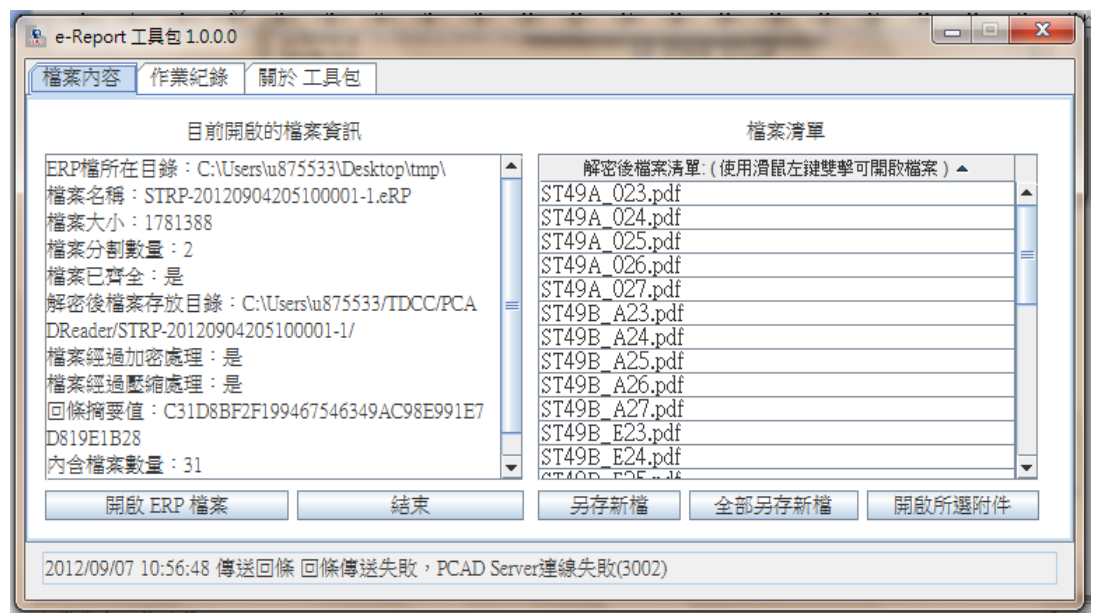 e-Report 工具包 1.0.0.0
檔案內容
作業紀錄
關於 工具包
目前開啟的檔案資訊
ERP檔所在目錄：C:\Users\u875533\Desktop\tmp\
檔案名稱：STRP-20120904205100001-1.eRP
檔案大小：1781388
檔案分割數量：2
檔案已齊全：是
解密後檔案存放目錄：C:\Users\u875533/TDCC/PCA
DReader/STRP-20120904205100001-1/
檔案經過加密處理：是
檔案經過壓縮處理：是
回條摘要值：C31D8BF2F199467546349AC98E991E7
D819E1B28
內含檔案數量：31
開啟 ERP 檔案
結束
檔案清單
解密後檔案清單: ( 使用滑鼠左鍵雙擊可開啟檔案 )
ST49A_023.pdf
ST49A_024.pdf
ST49A_025.pdf
ST49A_026.pdf
ST49A_027.pdf
ST49B_A23.pdf
ST49B_A24.pdf
ST49B_A25.pdf
ST49B_A26.pdf
ST49B_A27.pdf
ST49B_E23.pdf
ST49B_E24.pdf
另存新檔
全部另存新檔
開啟所選附件
2012/09/07 10:56:48 傳送回條 回條傳送失敗，PCAD Server連線失敗(3002)